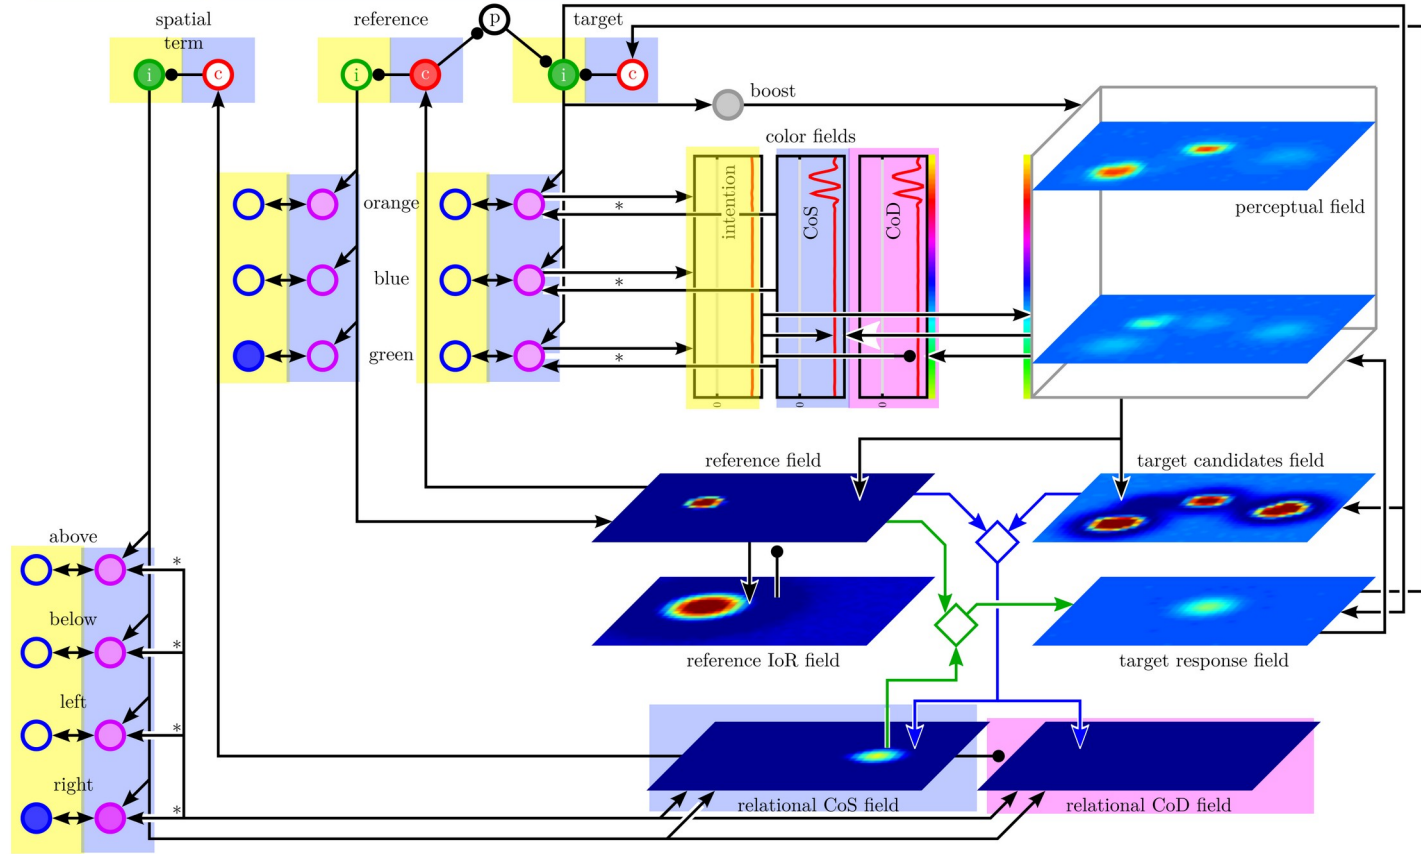 spatial
term
reference
p
target
i
c
i
c
i
c
boost
color fields
orange
blue
green
*
*
*
intention
CoS
CoD
0
0
0
perceptual field
reference field
target candidates field
reference IoR field
target response field
above
*
below
*
left
*
right
*
relational CoS field
relational CoD field